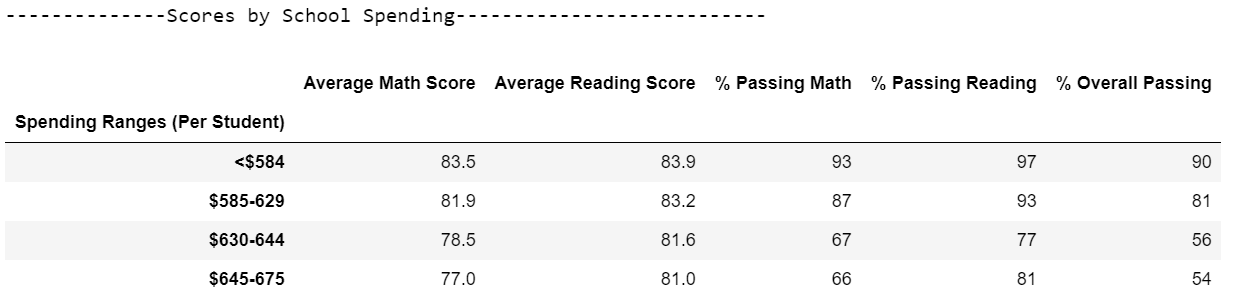 --------------Scores by School Spending---------------------------
Average Math Score Average Reading Score % Passing Math % Passing Reading % Overall Passing
Spending Ranges (Per Student)
<$584 83.5 83.9 93 97 90
$585-629 81.9 83.2 87 93 81
$630-644 78.5 81.6 67 77 56
$645-675 77.0 81.0 66 81 54